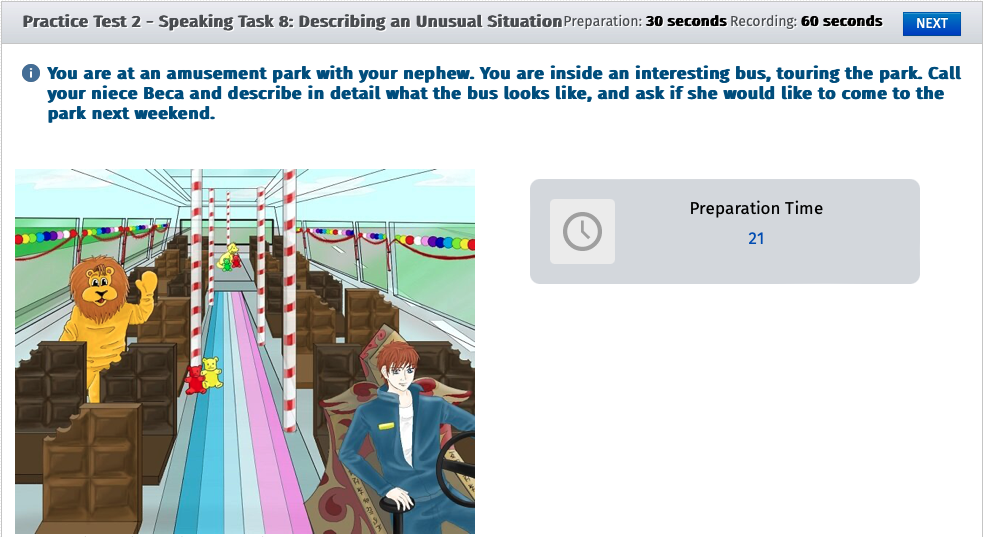 Practice Test 2 - Speaking Task 8: Describing an Unusual Situation Preparation: 30 seconds Recording: 60 seconds NEXT
You are at an amusement park with your nephew. You are inside an interesting bus, touring the park. Call
your niece Beca and describe in detail what the bus looks like, and ask if she would like to come to the
park next weekend.
Preparation Time
21